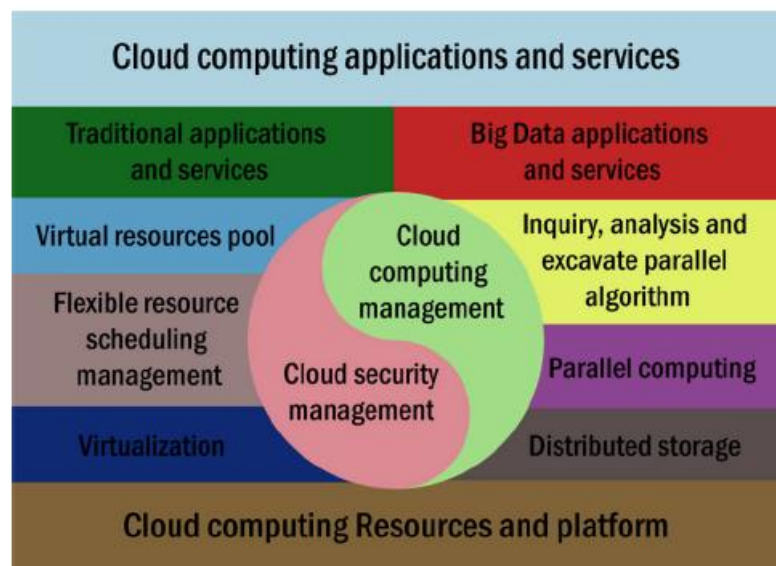 Cloud computing applications and services
Traditional applications
and services
Big Data applications
and services
Virtual resources pool
Cloud
computing
management
Inquiry, analysis and
excavate parallel
algorithm
Flexible resource
scheduling
management
Cloud security
management
Parallel computing
Virtualization
Distributed storage
Cloud computing Resources and platform